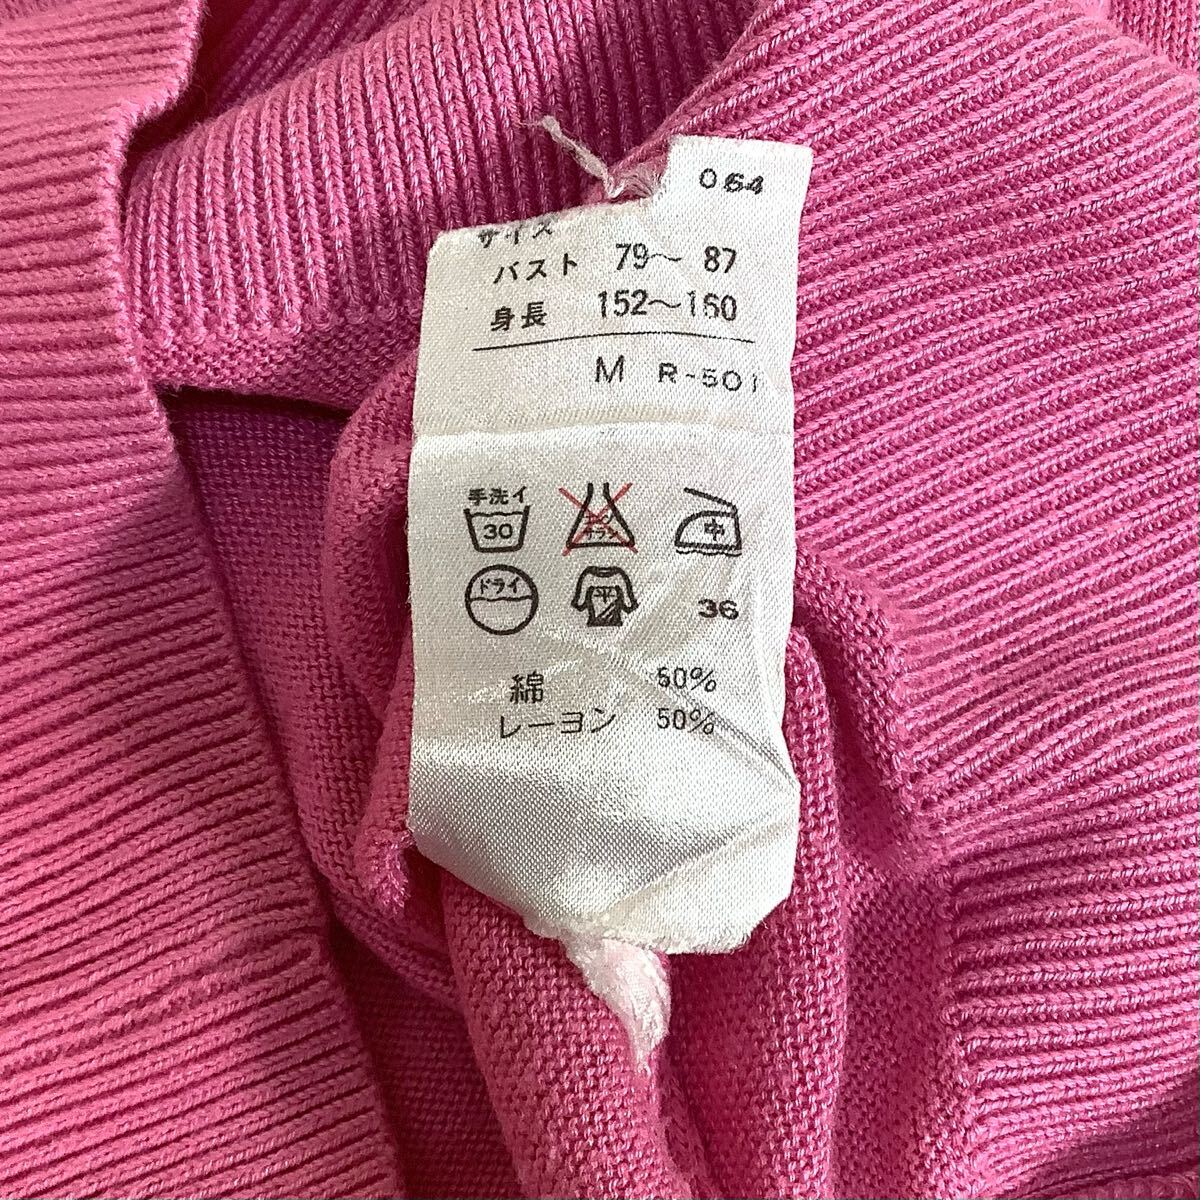 064
サイズ
バスト 79〜87
身長 152〜160
M R-501
手洗イ
30
中
ドライ
平
36
綿 50%
レーヨン 50%